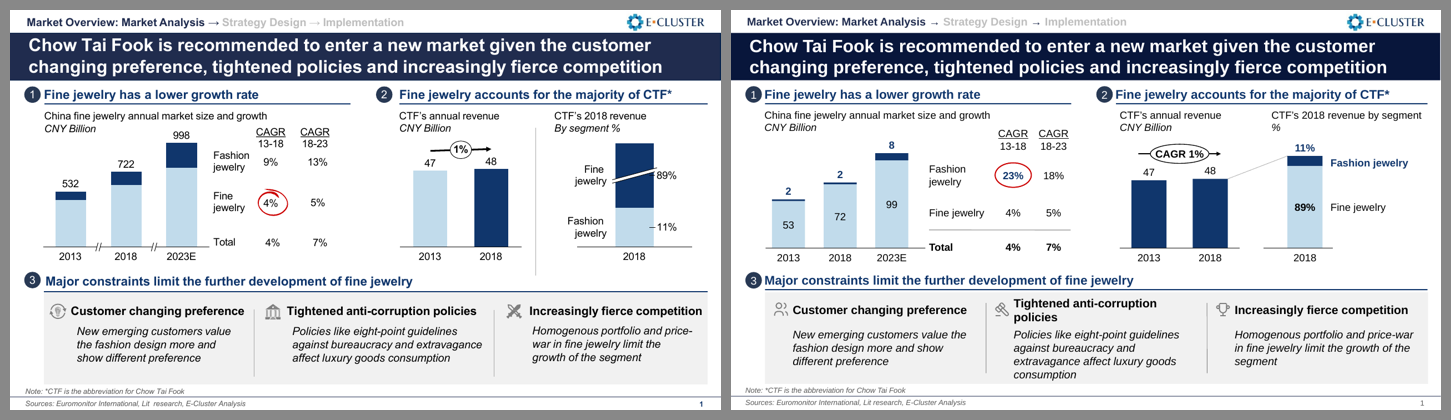 Market Overview: Market Analysis → Strategy Design → Implementation
E·CLUSTER
Chow Tai Fook is recommended to enter a new market given the customer
changing preference, tightened policies and increasingly fierce competition
1 Fine jewelry has a lower growth rate
China fine jewelry annual market size and growth
CNY Billion
998
722
532
2013 2018 2023E
CAGR CAGR
13-18 18-23
Fashion
jewelry
9% 13%
Fine
jewelry
4% 5%
Total 4% 7%
2 Fine jewelry accounts for the majority of CTF*
CTF's annual revenue
CNY Billion
1%
47 48
2013 2018
CTF's 2018 revenue
By segment %
Fine
jewelry
89%
Fashion
jewelry
11%
2018
3 Major constraints limit the further development of fine jewelry
Customer changing preference
New emerging customers value
the fashion design more and
show different preference
Tightened anti-corruption policies
Policies like eight-point guidelines
against bureaucracy and extravagance
affect luxury goods consumption
Increasingly fierce competition
Homogenous portfolio and price-
war in fine jewelry limit the
growth of the segment
Note: *CTF is the abbreviation for Chow Tai Fook
Sources: Euromonitor International, Lit research, E-Cluster Analysis
1
Market Overview: Market Analysis → Strategy Design → Implementation
E·CLUSTER
Chow Tai Fook is recommended to enter a new market given the customer
changing preference, tightened policies and increasingly fierce competition
1 Fine jewelry has a lower growth rate
China fine jewelry annual market size and growth
CNY Billion
8
2
2
99
72
53
2013 2018 2023E
CAGR CAGR
13-18 18-23
Fashion
jewelry
23% 18%
Fine jewelry 4% 5%
Total 4% 7%
2 Fine jewelry accounts for the majority of CTF*
CTF's annual revenue
CNY Billion
CAGR 1%
47 48
2013 2018
CTF's 2018 revenue by segment
%
11%
Fashion jewelry
89% Fine jewelry
2018
3 Major constraints limit the further development of fine jewelry
Customer changing preference
New emerging customers value the
fashion design more and show
different preference
Tightened anti-corruption
policies
Policies like eight-point guidelines
against bureaucracy and
extravagance affect luxury goods
consumption
Increasingly fierce competition
Homogenous portfolio and price-war
in fine jewelry limit the growth of the
segment
Note: *CTF is the abbreviation for Chow Tai Fook
Sources: Euromonitor International, Lit research, E-Cluster Analysis
1